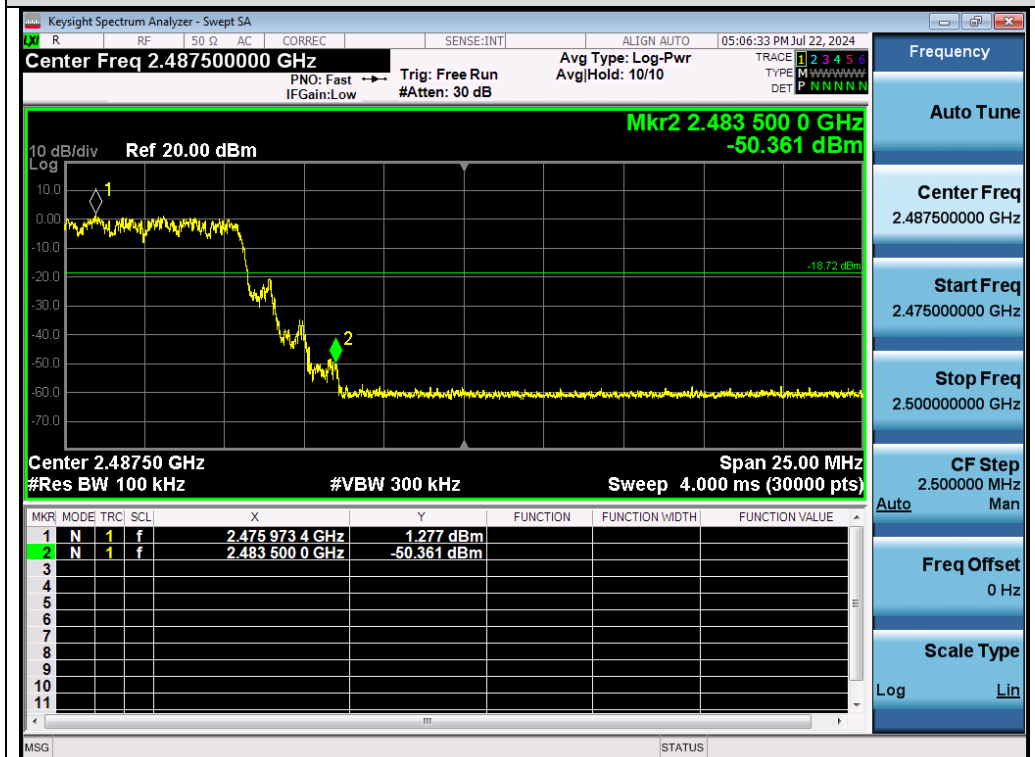 Keysight Spectrum Analyzer - Swept SA
LXI R RF 50 Ω AC CORREC SENSE:INT ALIGN AUTO 05:06:33 PM Jul 22, 2024
Center Freq 2.487500000 GHz
PNO: Fast
IFGain:Low
Trig: Free Run
#Atten: 30 dB
Avg Type: Log-Pwr
Avg|Hold: 10/10
TRACE 1 2 3 4 5 6
TYPE M WWWWW
DET P N N N N N
Mkr2 2.483 500 0 GHz
-50.361 dBm
10 dB/div Ref 20.00 dBm
Log
10.0
0.00
-10.0
-20.0
-30.0
-40.0
-50.0
-60.0
-70.0
1
2
-18.72 dBm
Center 2.48750 GHz Span 25.00 MHz
#Res BW 100 kHz #VBW 300 kHz Sweep 4.000 ms (30000 pts)
MKR MODE TRC SCL X Y FUNCTION FUNCTION WIDTH FUNCTION VALUE
1 N 1 f 2.475 973 4 GHz 1.277 dBm
2 N 1 f 2.483 500 0 GHz -50.361 dBm
3
4
5
6
7
8
9
10
11
MSG STATUS
Frequency
Auto Tune
Center Freq
2.487500000 GHz
Start Freq
2.475000000 GHz
Stop Freq
2.500000000 GHz
CF Step
2.500000 MHz
Auto Man
Freq Offset
0 Hz
Scale Type
Log Lin